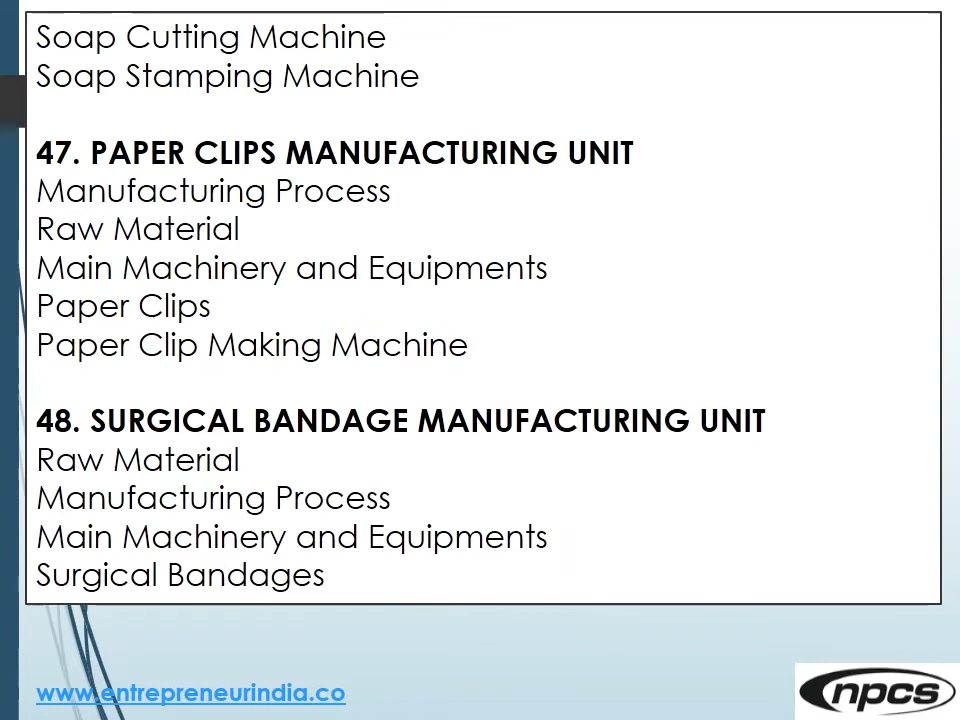 Soap Cutting Machine
Soap Stamping Machine
47. PAPER CLIPS MANUFACTURING UNIT
Manufacturing Process
Raw Material
Main Machinery and Equipments
Paper Clips
Paper Clip Making Machine
48. SURGICAL BANDAGE MANUFACTURING UNIT
Raw Material
Manufacturing Process
Main Machinery and Equipments
Surgical Bandages
www.entrepreneurindia.co
npcs